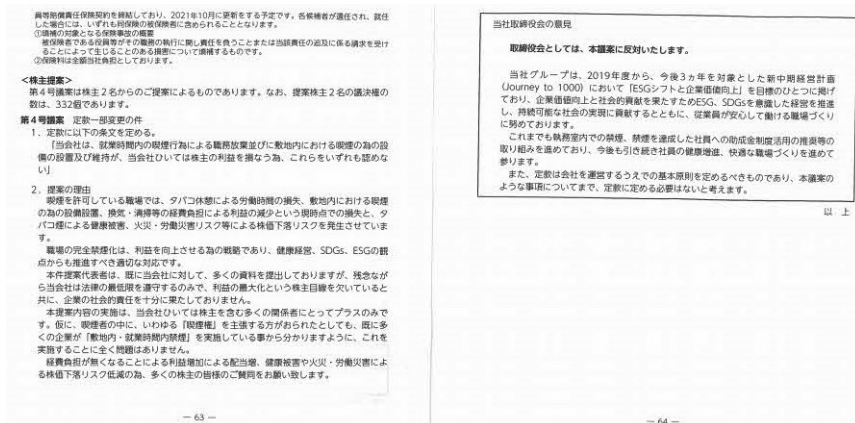 員等賠償責任保険契約を締結しており、2021年10月に更新をする予定です。各候補者が選任され、就任
した場合には、いずれも同保険の被保険者に含められることとなります。
①填補の対象となる保険事故の概要
被保険者である役員等がその職務の執行に関し責任を負うことまたは当該責任の追及に係る請求を受け
ることによって生じることのある損害について填補するものです。
②保険料は全額当社負担としております。
<株主提案>
第4号議案は株主2名からのご提案によるものであります。なお、提案株主2名の議決権の
数は、332個であります。
第4号議案 定款一部変更の件
1.定款に以下の条文を定める。
「当会社は、就業時間内の喫煙行為による職務放棄並びに敷地内における喫煙の為の設
備の設置及び維持が、当会社ひいては株主の利益を損なう為、これらをいずれも認めな
い」
2.提案の理由
喫煙を許可している職場では、タバコ休憩による労働時間の損失、敷地内における喫煙
の為の設備設置、換気・清掃等の経費負担による利益の減少という現時点での損失と、タ
バコ煙による健康被害、火災・労働災害リスク等による株価下落リスクを発生させていま
す。
職場の完全禁煙化は、利益を向上させる為の戦略であり、健康経営、SDGs、ESGの観
点からも推進すべき適切な対応です。
本件提案代表者は、既に当会社に対して、多くの資料を提出しておりますが、残念なが
ら当会社は法律の最低限を遵守するのみで、利益の最大化という株主目線を欠いていると
共に、企業の社会的責任を十分に果たしておりません。
本提案内容の実施は、当会社ひいては株主を含む多くの関係者にとってプラスのみで
す。仮に、喫煙者の中に、いわゆる「喫煙権」を主張する方がおられたとしても、既に多
くの企業が「敷地内・就業時間内禁煙」を実施している事から分かりますように、これを
実施することに全く問題はありません。
経費負担が無くなることによる利益増加による配当増、健康被害や火災・労働災害によ
る株価下落リスク低減の為、多くの株主の皆様のご賛同をお願い致します。
― 63 ―
当社取締役会の意見
取締役会としては、本議案に反対いたします。
当社グループは、2019年度から、今後3ヵ年を対象とした新中期経営計画
(Journey to 1000)において「ESGシフトと企業価値向上」を目標のひとつに掲げ
ており、企業価値向上と社会的貢献を果たすためESG、SDGsを意識した経営を推進
し、持続可能な社会の実現に貢献するとともに、従業員が安心して働ける職場づくり
に努めております。
これまでも執務室内での禁煙、禁煙を達成した社員への助成金制度活用の推奨等の
取り組みを進めており、今後も引き続き社員の健康増進、快適な職場づくりを進めて
参ります。
また、定款は会社を運営するうえでの基本原則を定めるべきものであり、本議案の
ような事項についてまで、定款に定める必要はないと考えます。
以 上
― 64 ―